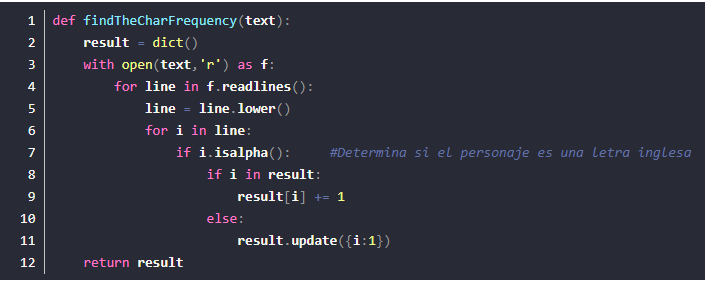 1 def findTheCharFrequency(text):
2     result = dict()
3     with open(text,'r') as f:
4         for line in f.readlines():
5             line = line.lower()
6             for i in line:
7                 if i.isalpha():     #Determina si el personaje es una letra inglesa
8                     if i in result:
9                         result[i] += 1
10                     else:
11                         result.update({i:1})
12     return result